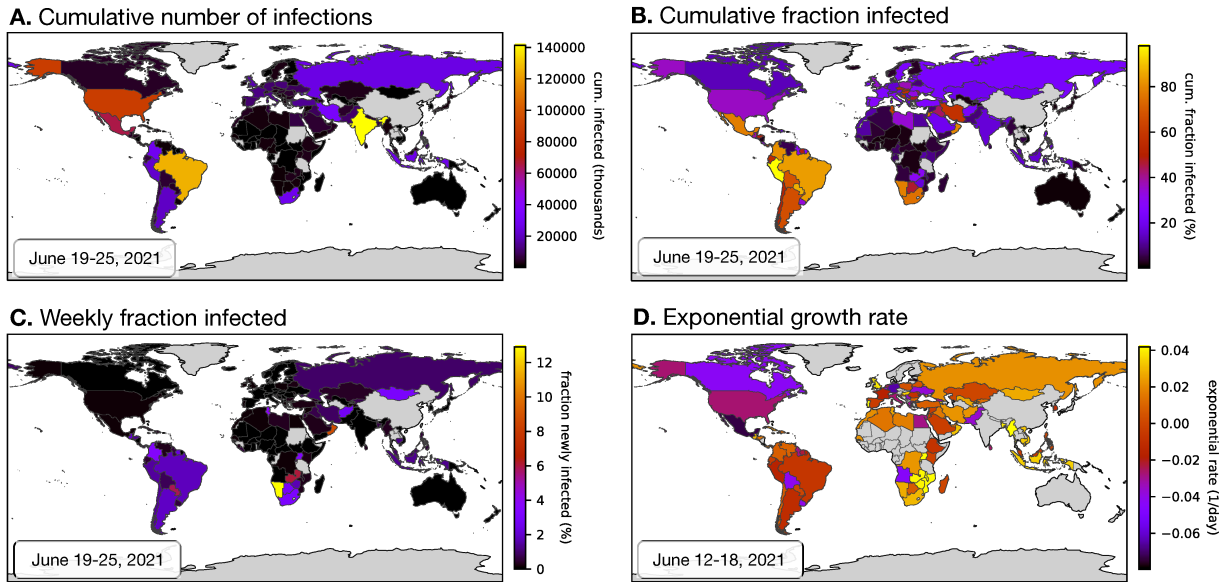 A. Cumulative number of infections
140000
120000
100000
80000
60000
40000
20000
cum. infected (thousands)
June 19-25, 2021
B. Cumulative fraction infected
80
60
40
20
cum. fraction infected (%)
June 19-25, 2021
C. Weekly fraction infected
12
10
8
6
4
2
0
fraction newly infected (%)
June 19-25, 2021
D. Exponential growth rate
0.04
0.02
0.00
−0.02
−0.04
−0.06
exponential rate (1/day)
June 12-18, 2021